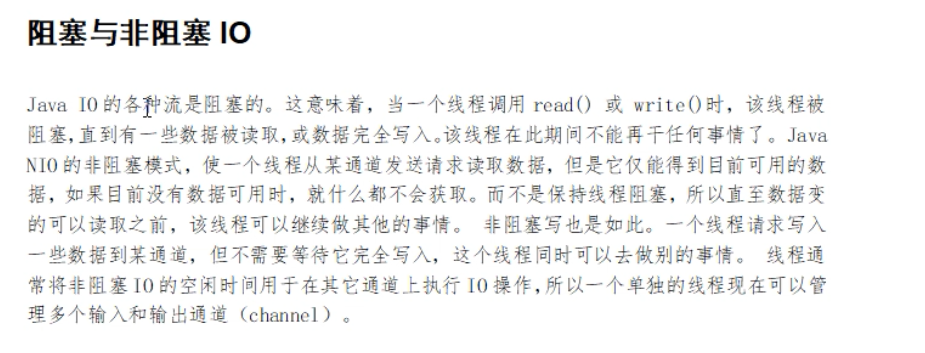 阻塞与非阻塞 IO
Java IO 的各种流是阻塞的。这意味着，当一个线程调用 read() 或 write()时，该线程被
阻塞,直到有一些数据被读取,或数据完全写入。该线程在此期间不能再干任何事情了。Java
NIO 的非阻塞模式，使一个线程从某通道发送请求读取数据，但是它仅能得到目前可用的数
据，如果目前没有数据可用时，就什么都不会获取。而不是保持线程阻塞，所以直至数据变
的可以读取之前，该线程可以继续做其他的事情。 非阻塞写也是如此。一个线程请求写入
一些数据到某通道，但不需要等待它完全写入，这个线程同时可以去做别的事情。 线程通
常将非阻塞 IO 的空闲时间用于在其它通道上执行 IO 操作,所以一个单独的线程现在可以管
理多个输入和输出通道（channel）。